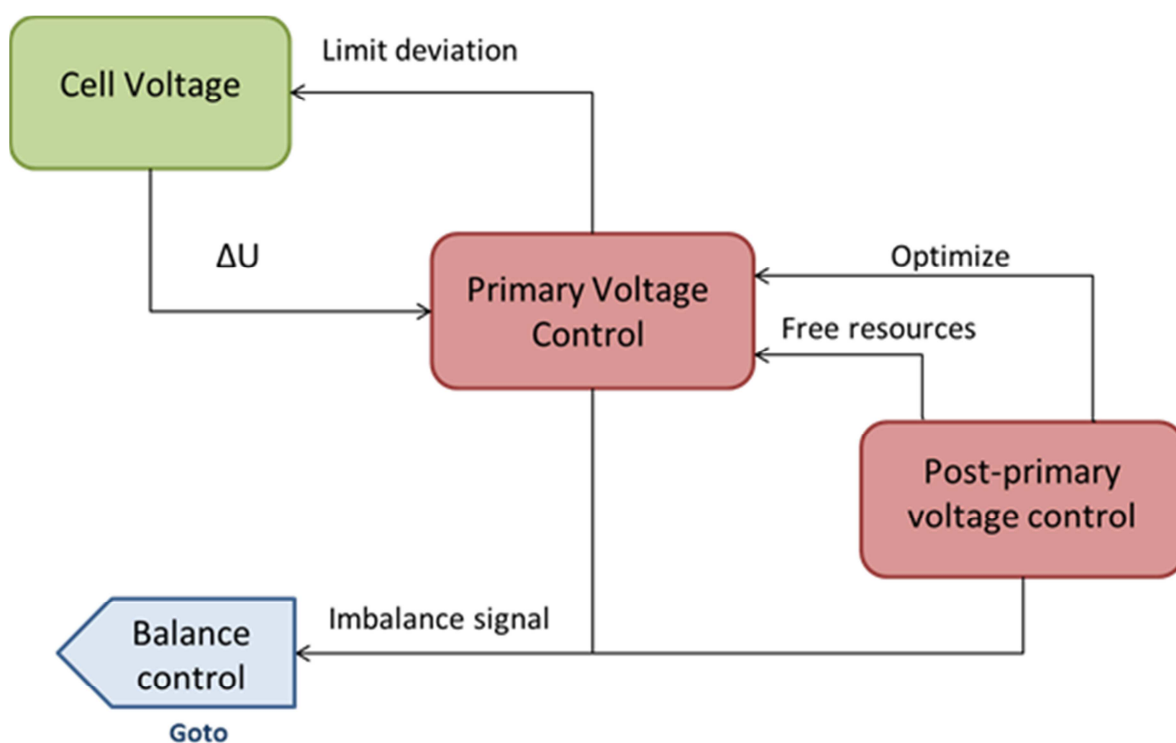 Limit deviation
Cell Voltage
ΔU
Primary Voltage
Control
Optimize
Free resources
Post-primary
voltage control
Imbalance signal
Balance
control
Goto